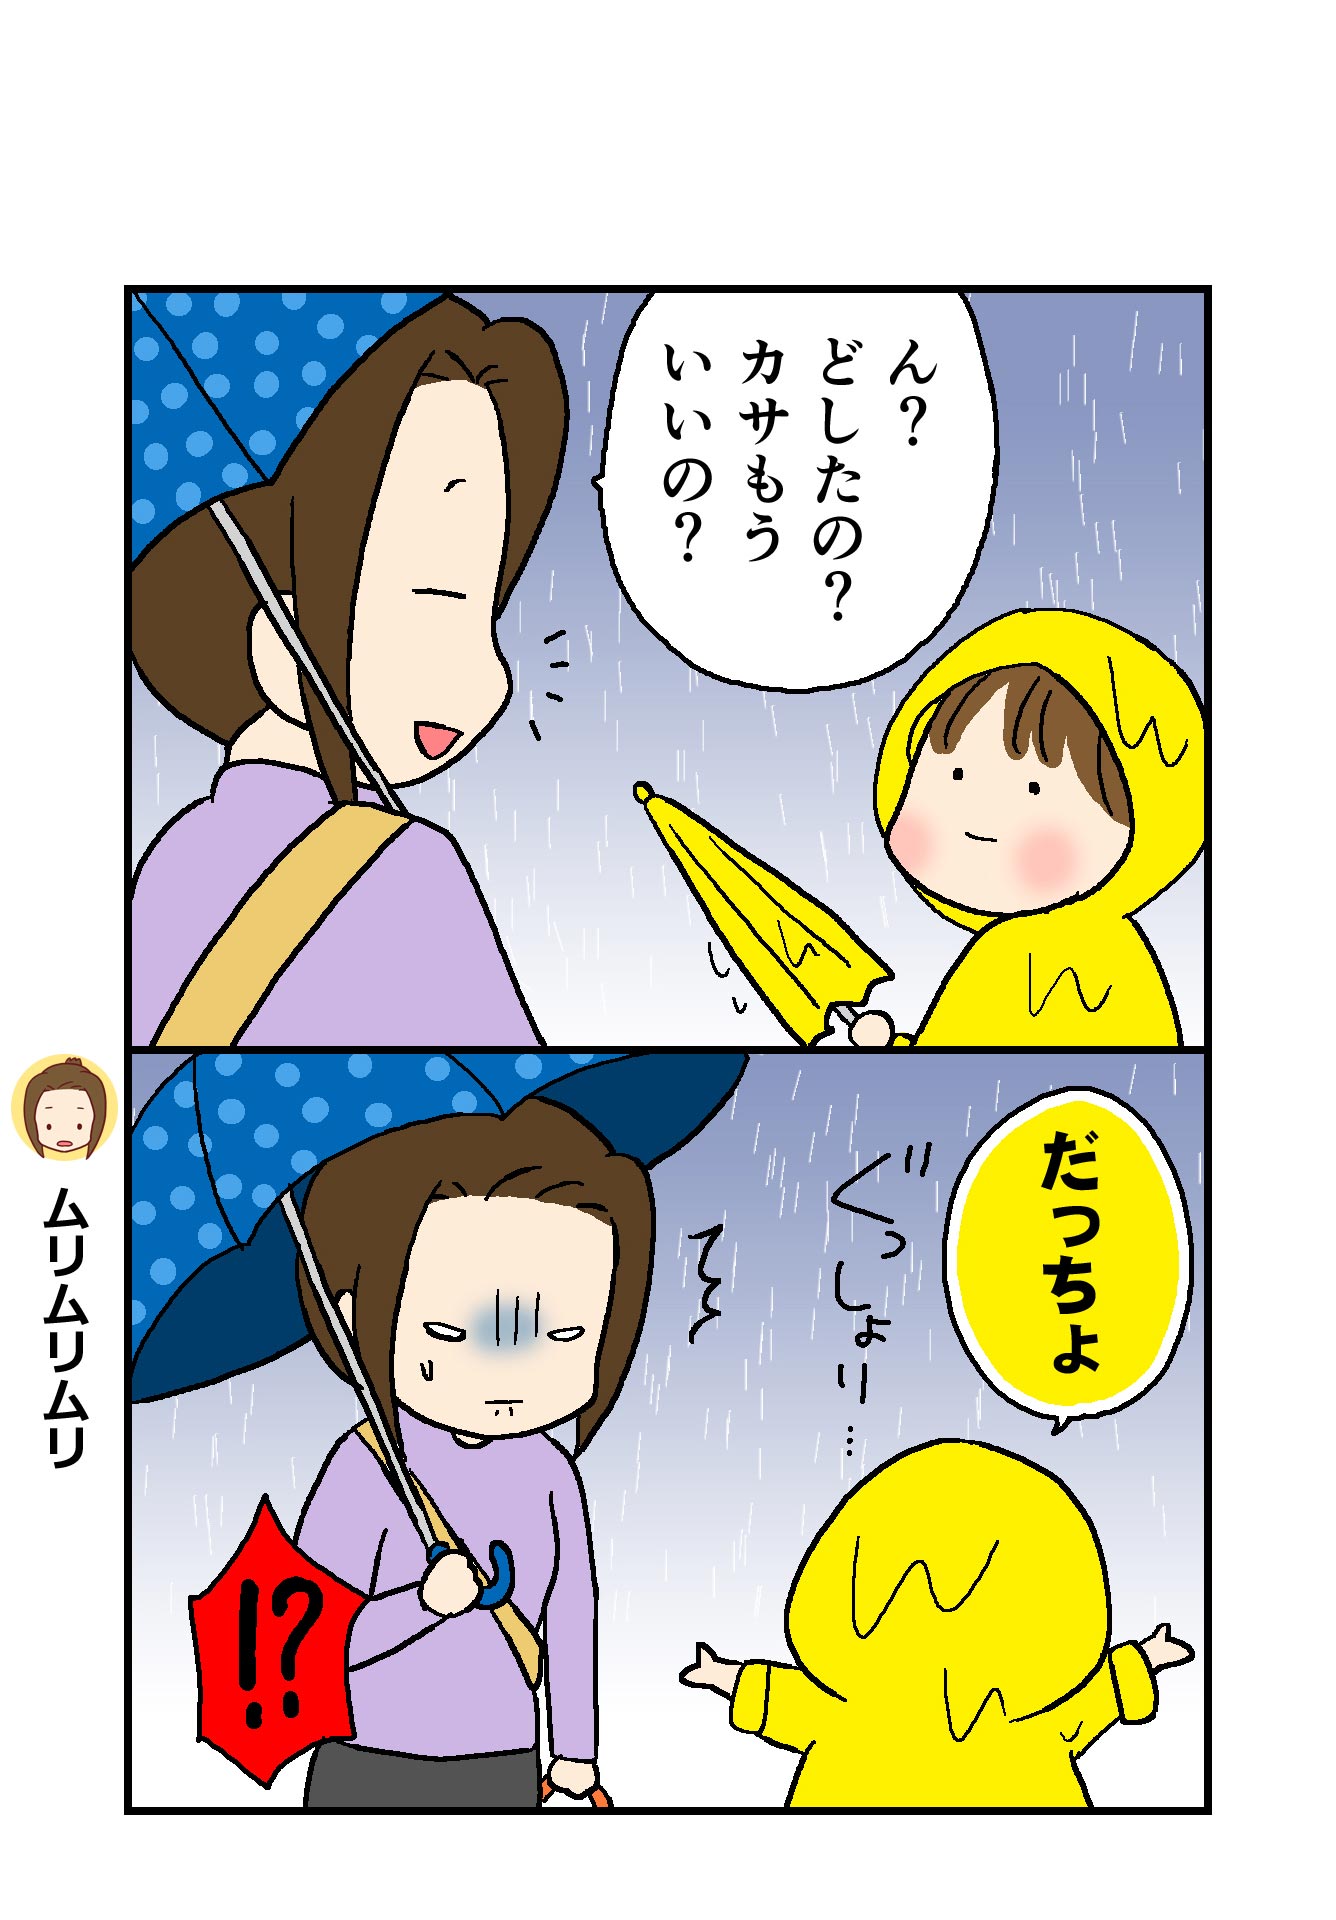 ん?
どしたの?
カサもう
いいの?
だっちょ
ぐっしょり…
!?
ムリムリムリ